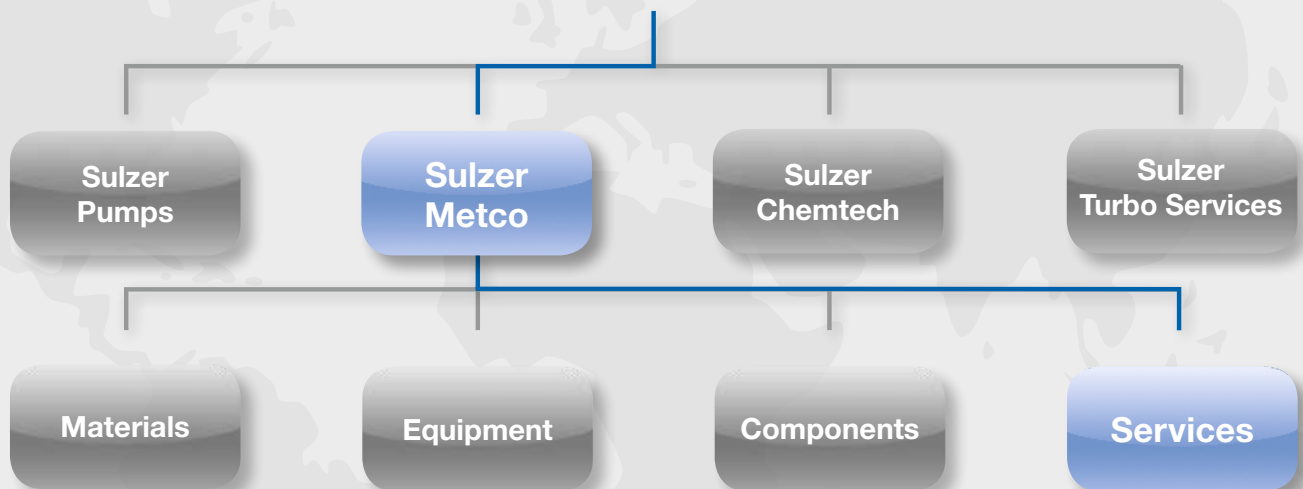 Sulzer
Pumps
Sulzer
Metco
Sulzer
Chemtech
Sulzer
Turbo Services
Materials
Equipment
Components
Services